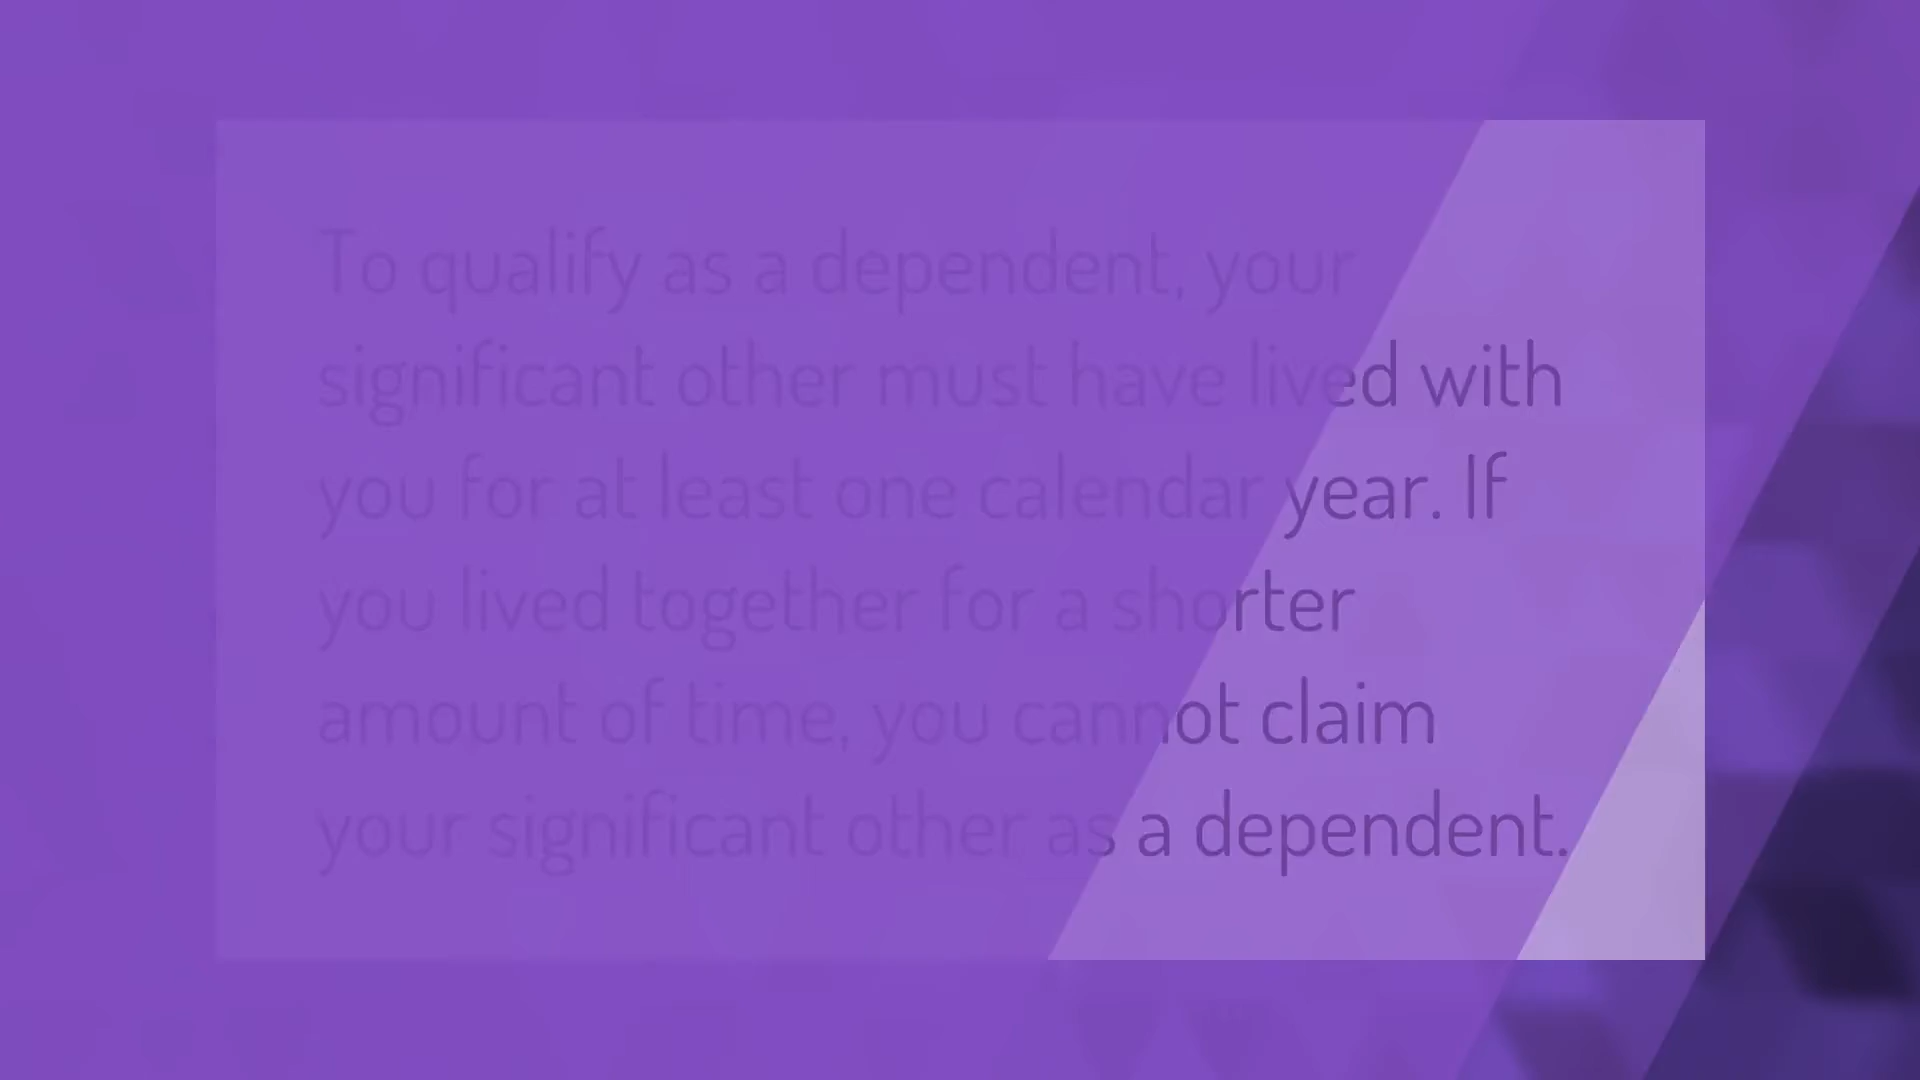 To qualify as a dependent, your
significant other must have lived with
you for at least one calendar year. If
you lived together for a shorter
amount of time, you cannot claim
your significant other as a dependent.